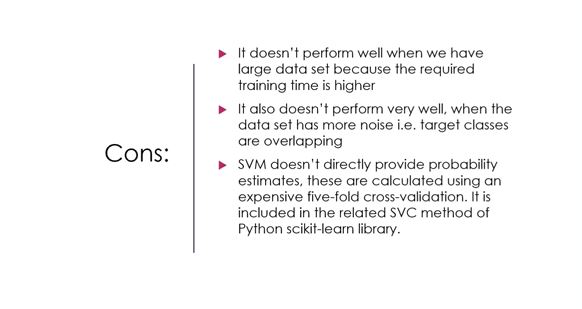 Cons:
It doesn’t perform well when we have
large data set because the required
training time is higher
It also doesn’t perform very well, when the
data set has more noise i.e. target classes
are overlapping
SVM doesn’t directly provide probability
estimates, these are calculated using an
expensive five-fold cross-validation. It is
included in the related SVC method of
Python scikit-learn library.